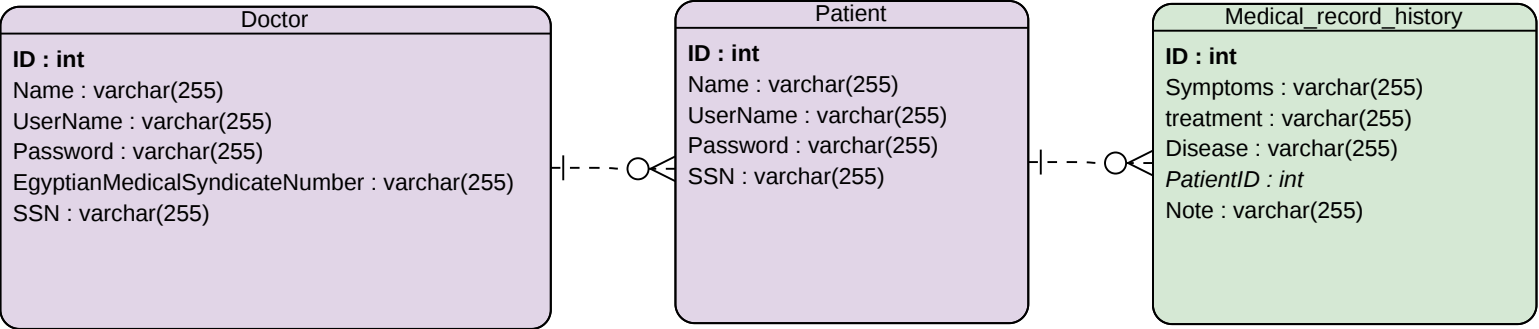 Doctor
ID : int
Name : varchar(255)
UserName : varchar(255)
Password : varchar(255)
EgyptianMedicalSyndicateNumber : varchar(255)
SSN : varchar(255)
Patient
ID : int
Name : varchar(255)
UserName : varchar(255)
Password : varchar(255)
SSN : varchar(255)
Medical_record_history
ID : int
Symptoms : varchar(255)
treatment : varchar(255)
Disease : varchar(255)
PatientID : int
Note : varchar(255)